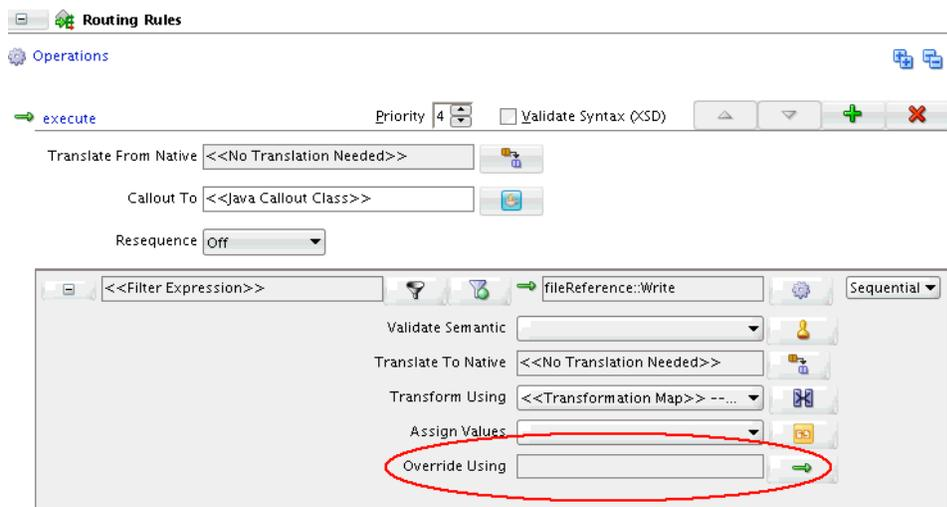 Routing Rules
Operations
execute Priority 4 Validate Syntax (XSD)
Translate From Native <<No Translation Needed>>
Callout To <<Java Callout Class>>
Resequence Off
<<Filter Expression>> fileReference::Write Sequential
Validate Semantic
Translate To Native <<No Translation Needed>>
Transform Using <<Transformation Map>> --...
Assign Values
Override Using